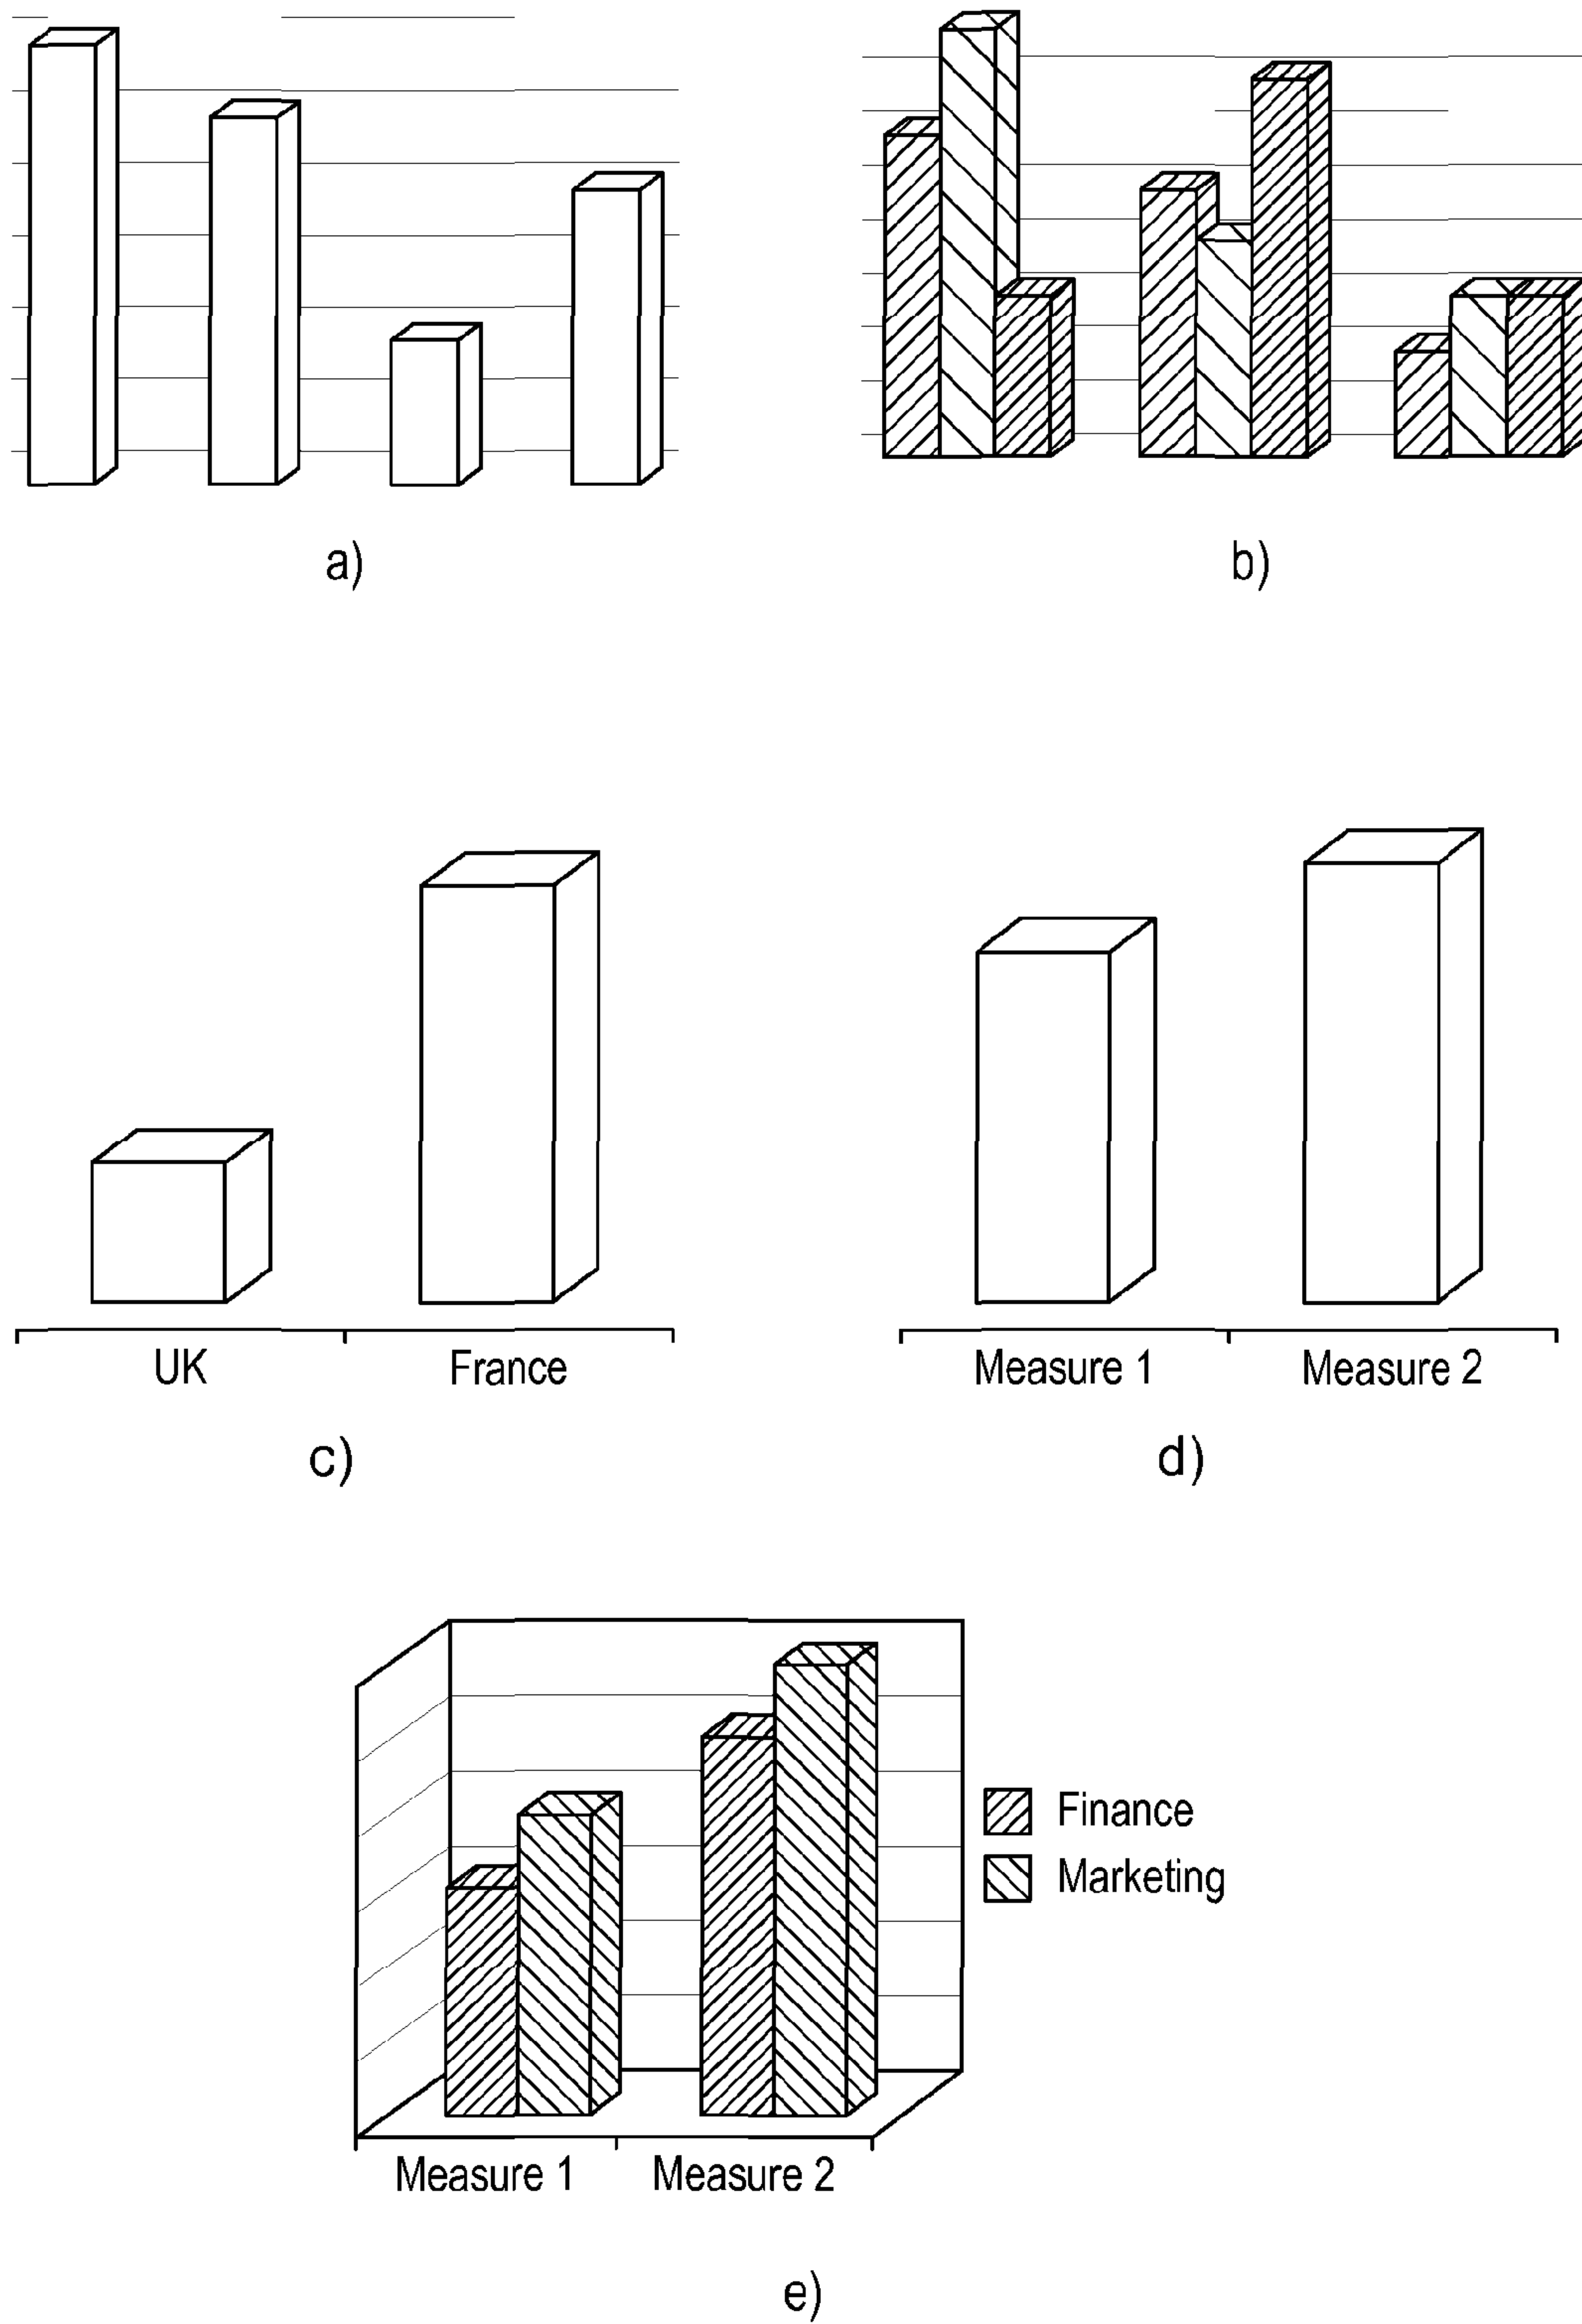 a)
b)
UK
France
c)
Measure 1
Measure 2
d)
Finance
Marketing
Measure 1
Measure 2
e)